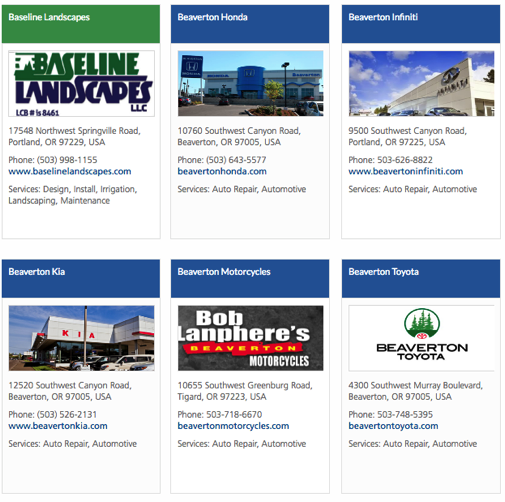 Baseline Landscapes
BASELINE
LANDSCAPES
LLC
LCB # is 8461
17548 Northwest Springville Road,
Portland, OR 97229, USA
Phone: (503) 998-1155
www.baselinelandscapes.com
Services: Design, Install, Irrigation,
Landscaping, Maintenance
Beaverton Honda
Beaverton
10760 Southwest Canyon Road,
Beaverton, OR 97005, USA
Phone: (503) 643-5577
beavertonhonda.com
Services: Auto Repair, Automotive
Beaverton Infiniti
INFINITI
9500 Southwest Canyon Road,
Portland, OR 97225, USA
Phone: 503-626-8822
www.beavertoninfiniti.com
Services: Auto Repair, Automotive
Beaverton Kia
KIA
12520 Southwest Canyon Road,
Beaverton, OR 97005, USA
Phone: (503) 526-2131
www.beavertonkia.com
Services: Auto Repair, Automotive
Beaverton Motorcycles
Bob
Lanphere's
BEAVERTON
MOTORCYCLES
10655 Southwest Greenburg Road,
Tigard, OR 97223, USA
Phone: 503-718-6670
beavertonmotorcycles.com
Services: Auto Repair, Automotive
Beaverton Toyota
BEAVERTON
TOYOTA
4300 Southwest Murray Boulevard,
Beaverton, OR 97005, USA
Phone: 503-748-5395
beavertontoyota.com
Services: Auto Repair, Automotive